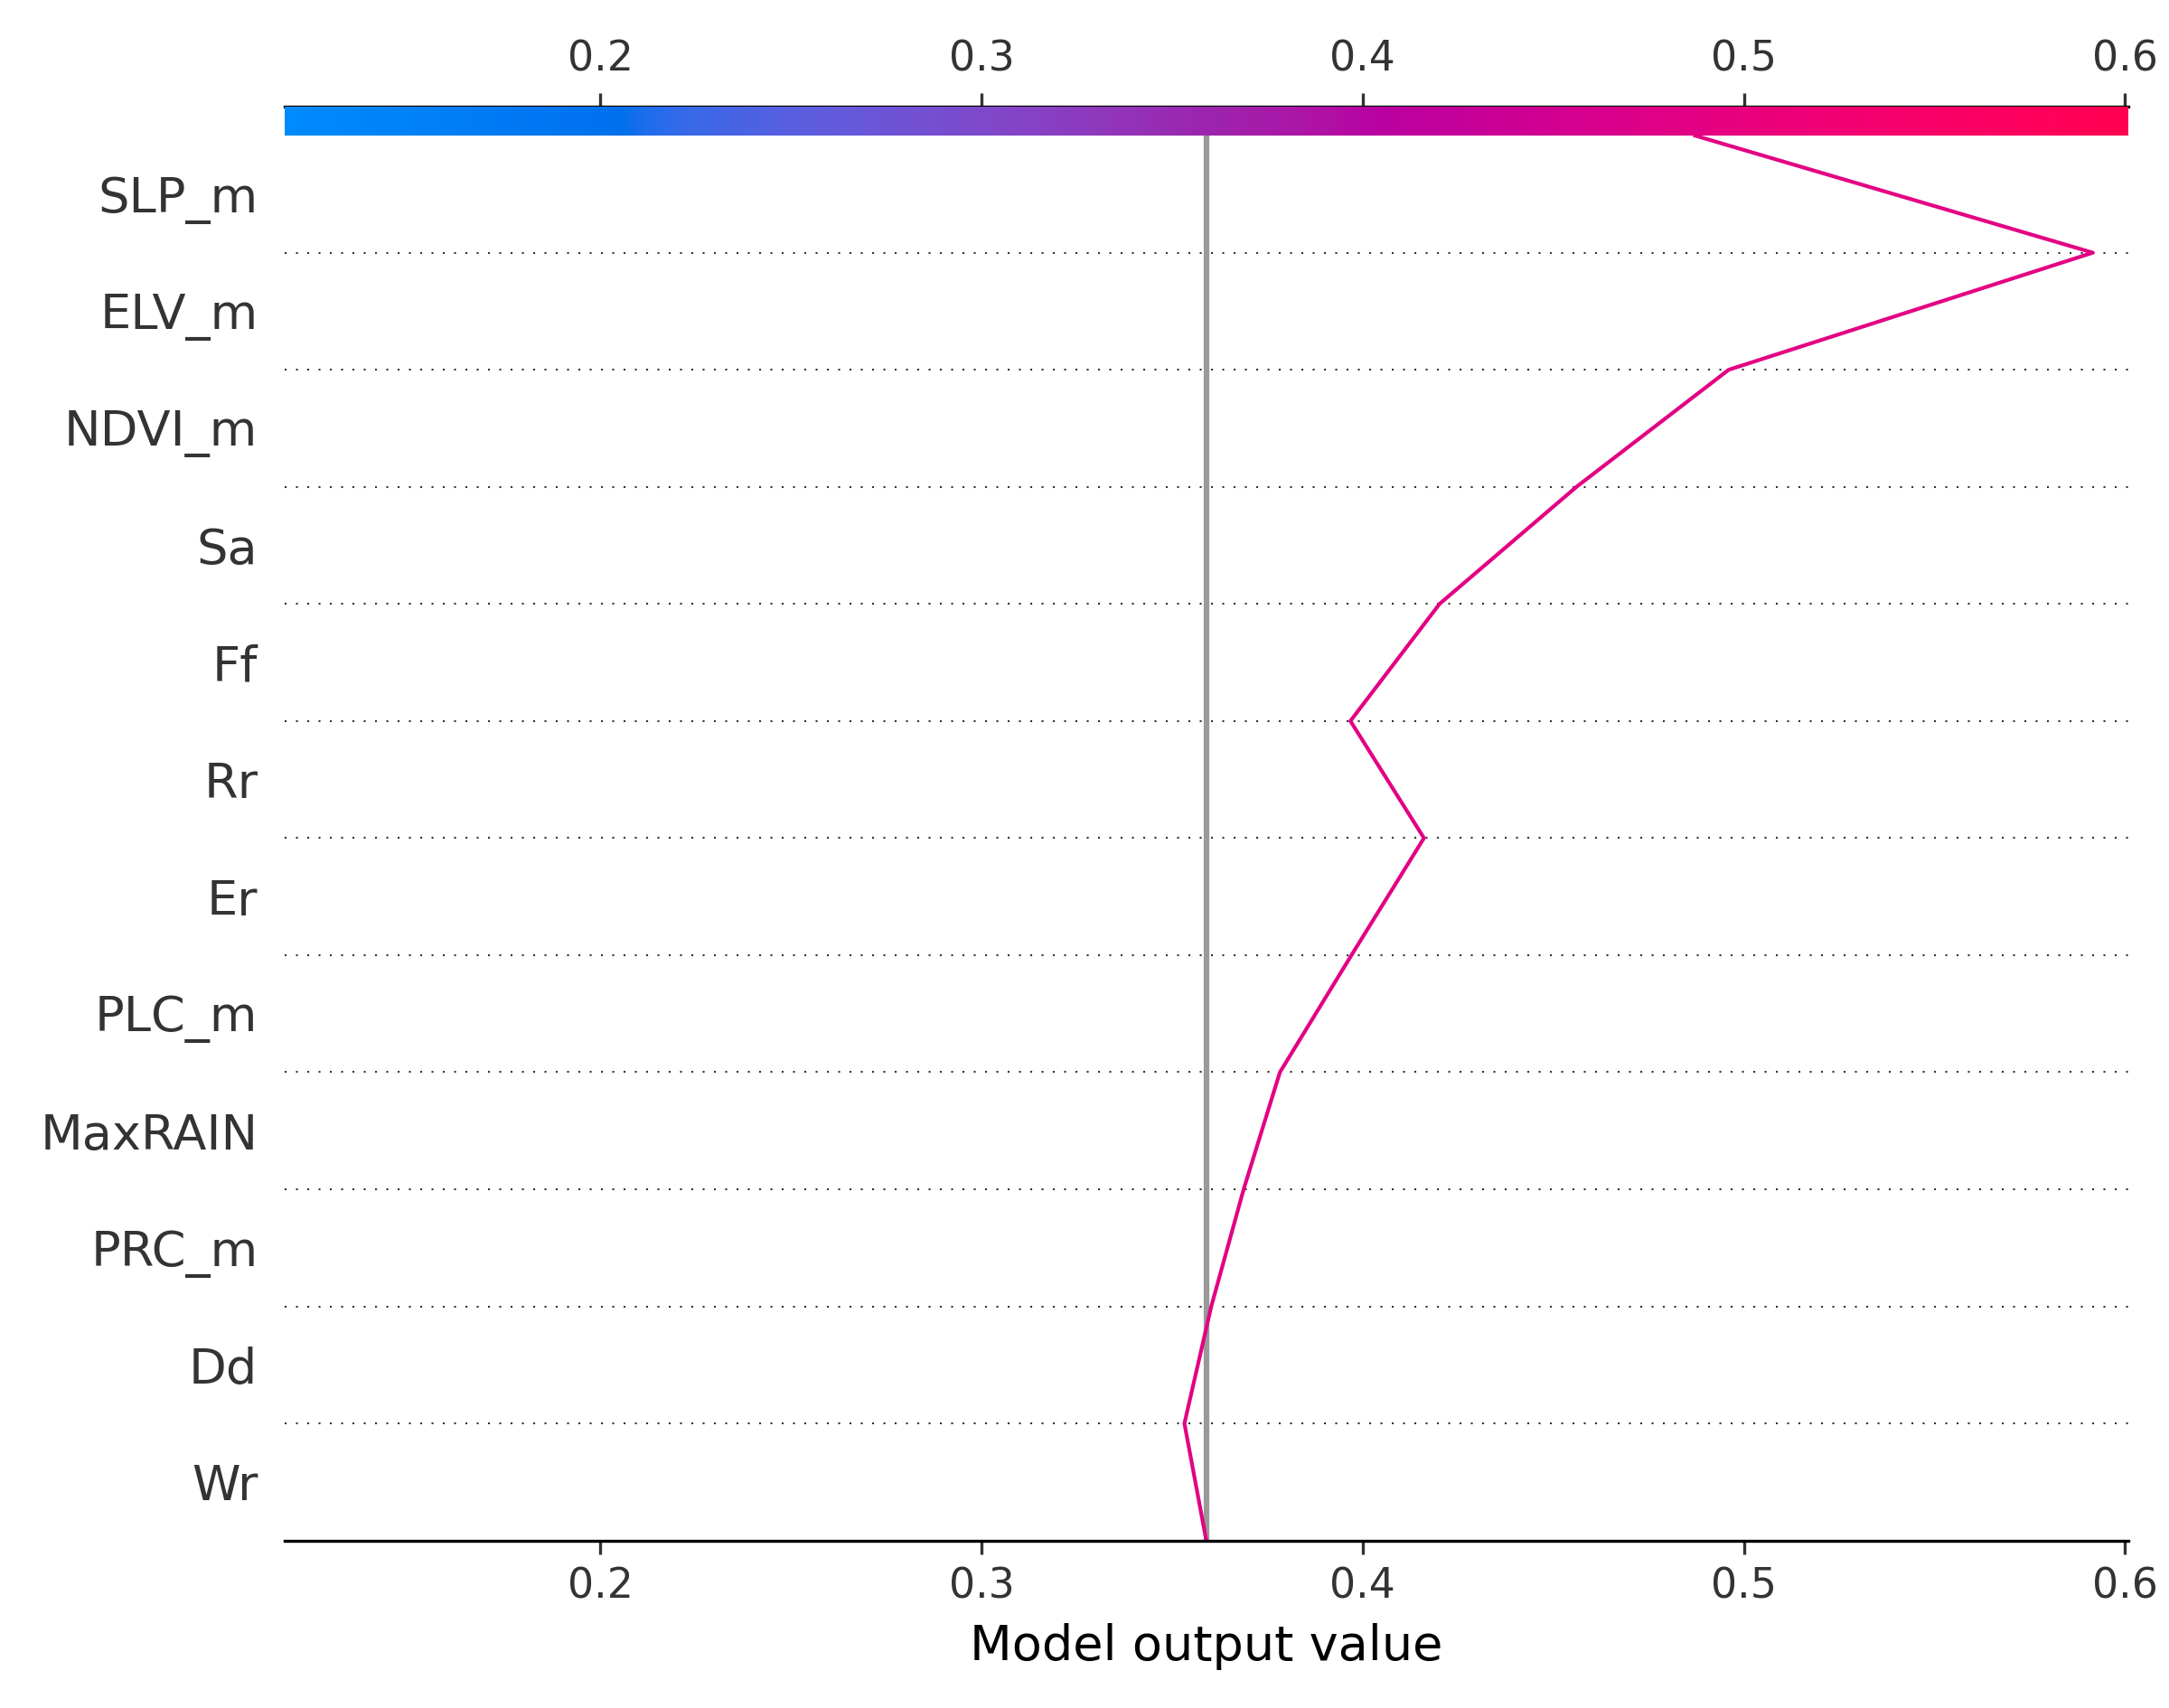 0.2 0.3 0.4 0.5 0.6
SLP_m
ELV_m
NDVI_m
Sa
Ff
Rr
Er
PLC_m
MaxRAIN
PRC_m
Dd
Wr
0.2 0.3 0.4 0.5 0.6
Model output value